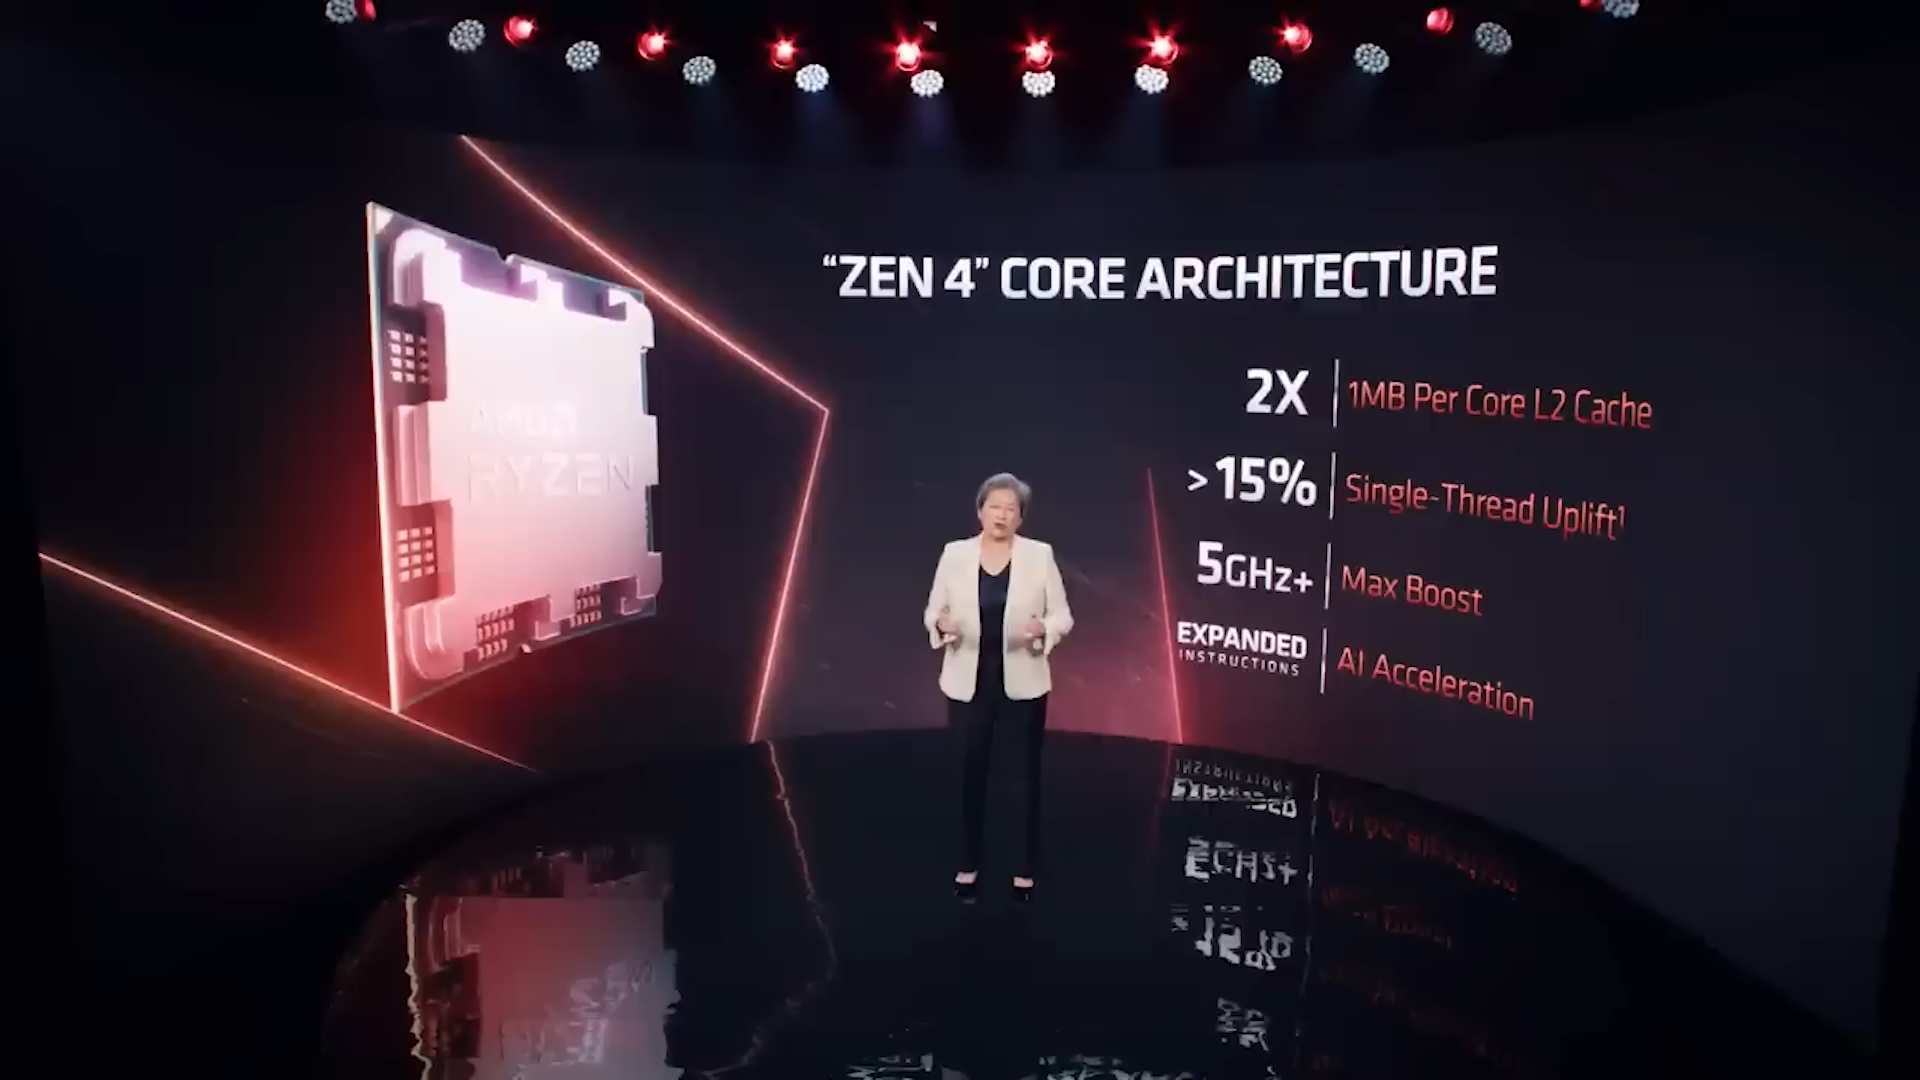 "ZEN 4" CORE ARCHITECTURE
2X 1MB Per Core L2 Cache
>15% Single-Thread Uplift¹
5GHz+ Max Boost
EXPANDED
INSTRUCTIONS
AI Acceleration
AMD
RYZEN